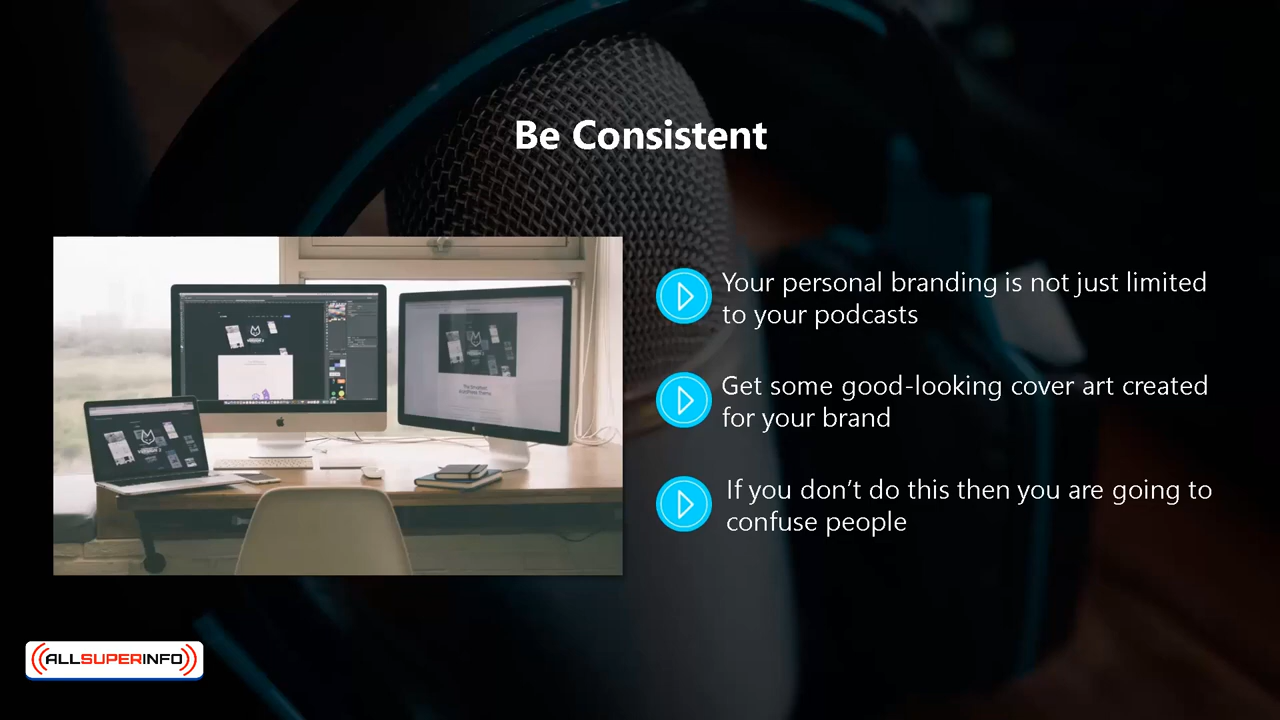 Be Consistent
Your personal branding is not just limited
to your podcasts
Get some good-looking cover art created
for your brand
If you don't do this then you are going to
confuse people
ALLSUPERINFO